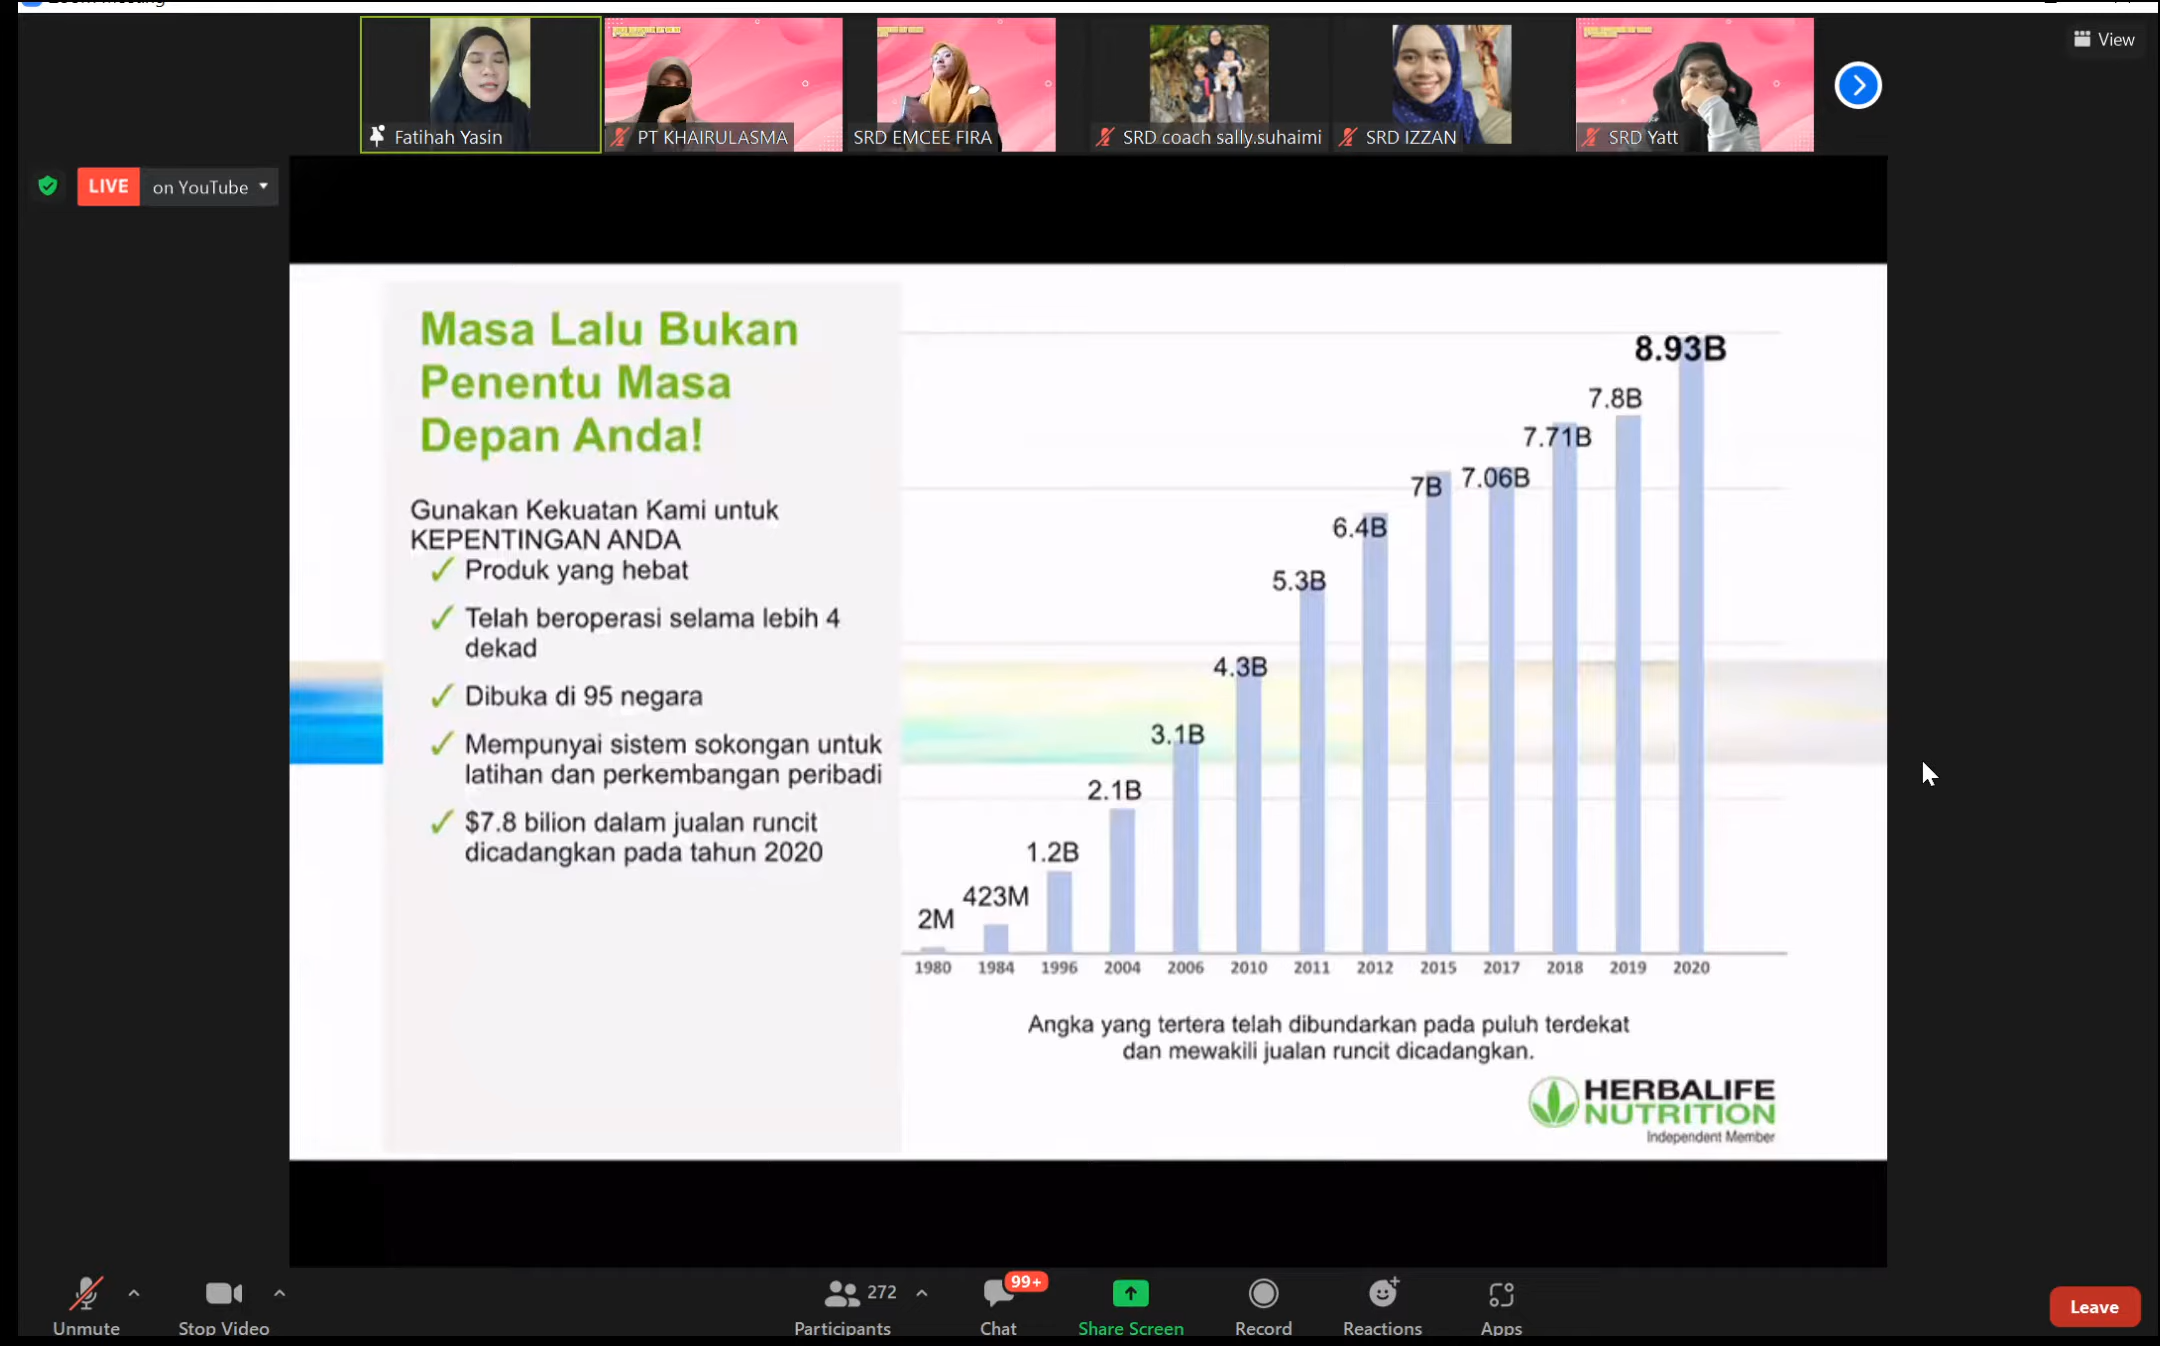 View
Fatihah Yasin
PT KHAIRULASMA
SRD EMCEE FIRA
SRD coach sally.suhaimi
SRD IZZAN
SRD Yatt
LIVE
on YouTube
Masa Lalu Bukan
Penentu Masa
Depan Anda!
Gunakan Kekuatan Kami untuk
KEPENTINGAN ANDA
✓ Produk yang hebat
✓ Telah beroperasi selama lebih 4
dekad
✓ Dibuka di 95 negara
✓ Mempunyai sistem sokongan untuk
latihan dan perkembangan peribadi
✓ $7.8 bilion dalam jualan runcit
dicadangkan pada tahun 2020
2M
423M
1.2B
2.1B
3.1B
4.3B
5.3B
6.4B
7B
7.06B
7.71B
7.8B
8.93B
1980 1984 1996 2004 2006 2010 2011 2012 2015 2017 2018 2019 2020
Angka yang tertera telah dibundarkan pada puluh terdekat
dan mewakili jualan runcit dicadangkan.
HERBALIFE
NUTRITION
Independent Member
Unmute
Stop Video
272
Participants
99+
Chat
Share Screen
Record
Reactions
Apps
Leave